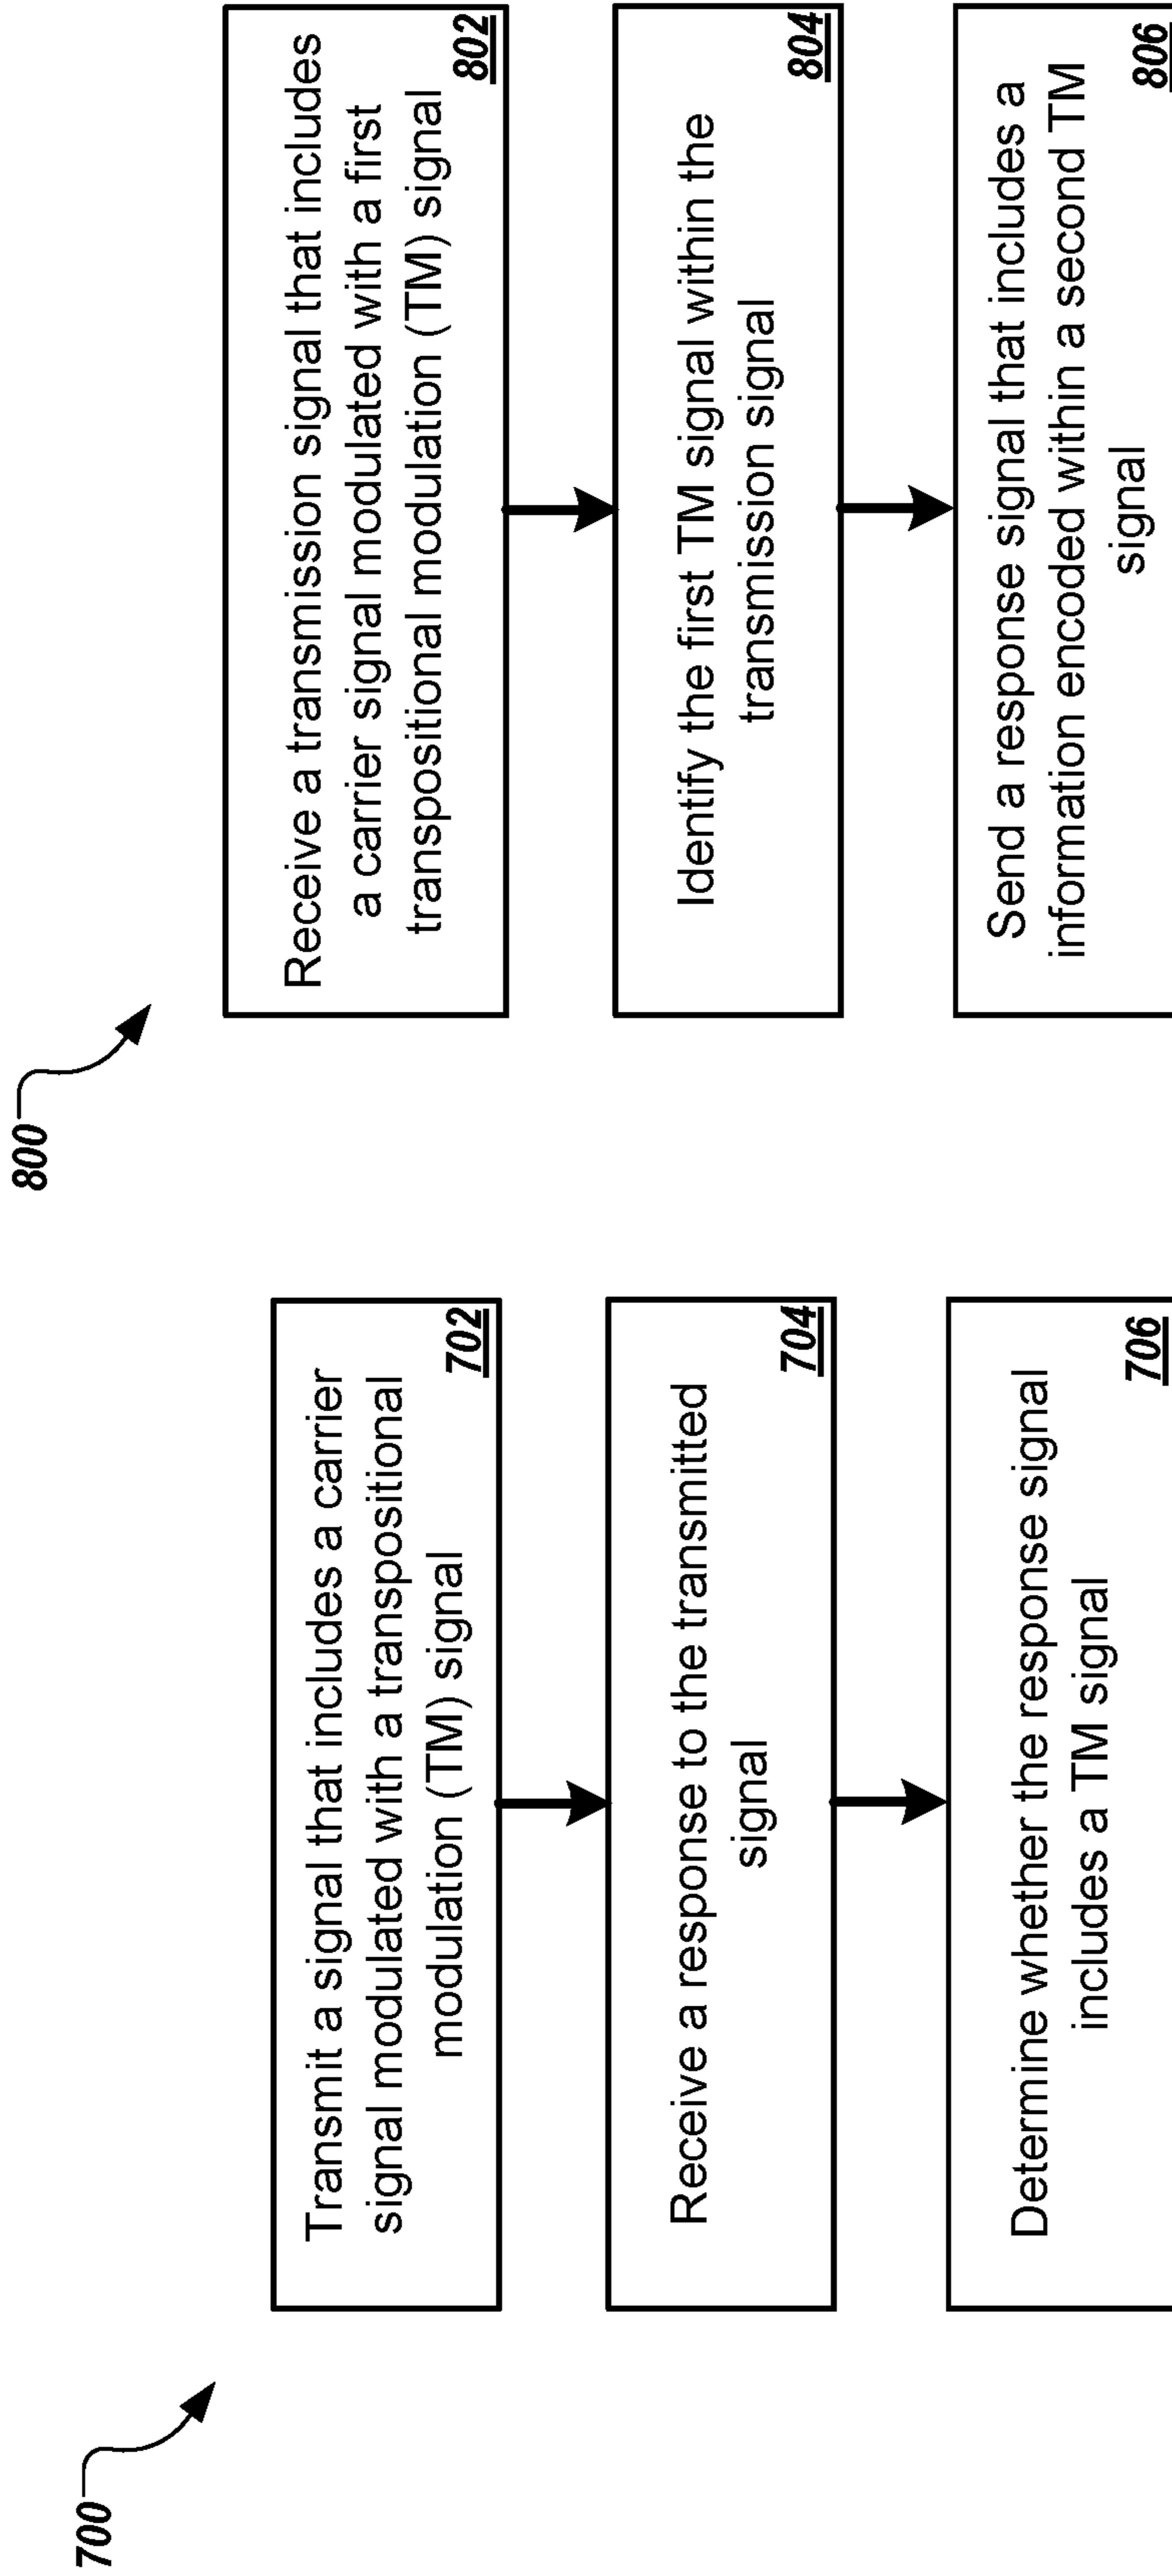 700
Transmit a signal that includes a carrier
signal modulated with a transpositional
modulation (TM) signal
702
Receive a response to the transmitted
signal
704
Determine whether the response signal
includes a TM signal
706
800
Receive a transmission signal that includes
a carrier signal modulated with a first
transpositional modulation (TM) signal
802
Identify the first TM signal within the
transmission signal
804
Send a response signal that includes a
information encoded within a second TM
signal
806